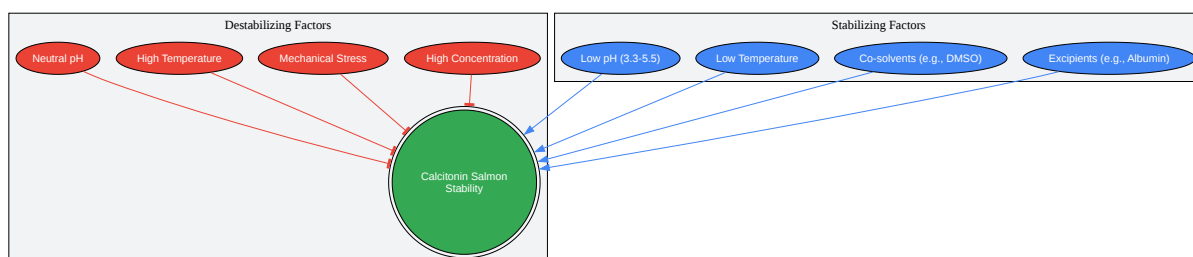 Destabilizing Factors
Stabilizing Factors
Neutral pH
High Temperature
Mechanical Stress
High Concentration
Low pH (3.3-5.5)
Low Temperature
Co-solvents (e.g., DMSO)
Excipients (e.g., Albumin)
Calcitonin Salmon
Stability